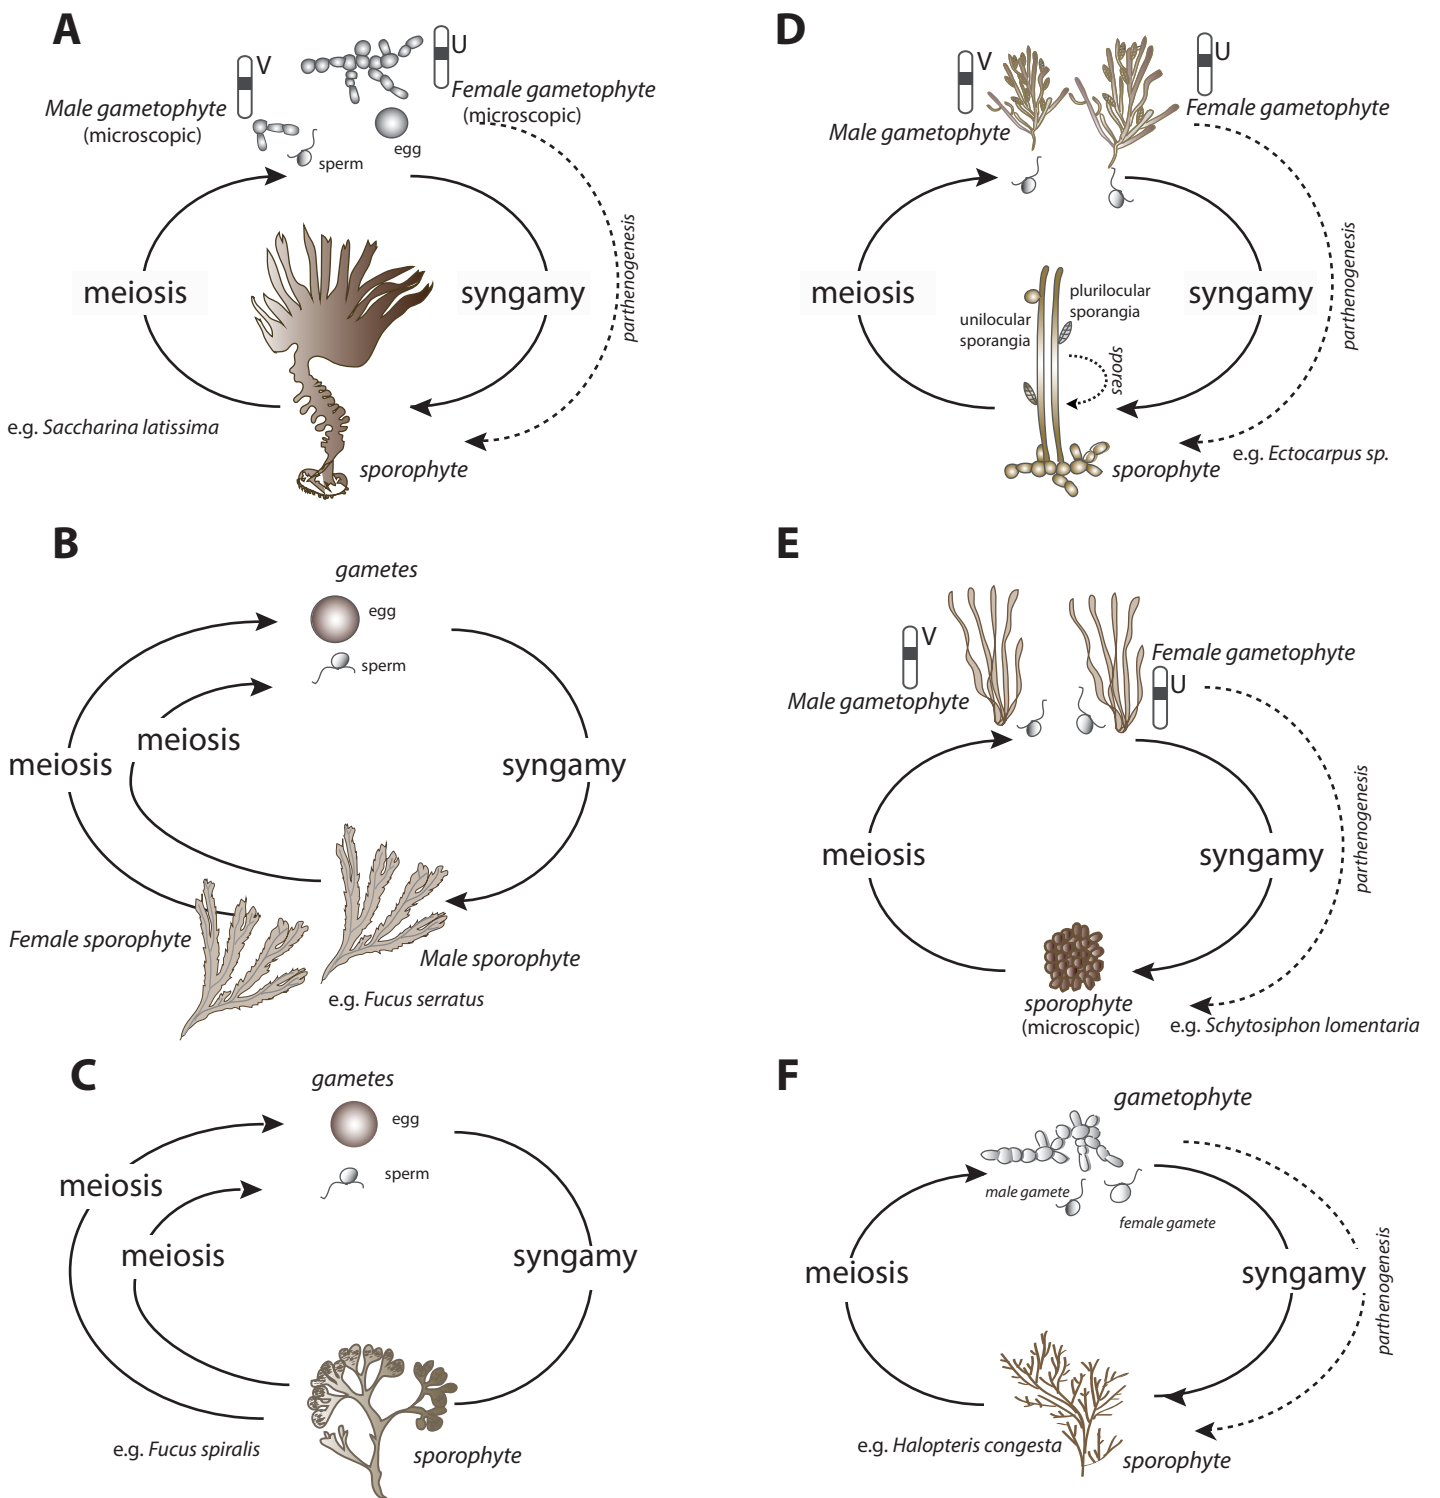 A
V
U
Male gametophyte
(microscopic)
Female gametophyte
(microscopic)
sperm
egg
meiosis
syngamy
parthenogenesis
e.g. Saccharina latissima
sporophyte
B
gametes
egg
sperm
meiosis
meiosis
syngamy
Female sporophyte
Male sporophyte
e.g. Fucus serratus
C
gametes
egg
sperm
meiosis
meiosis
syngamy
e.g. Fucus spiralis
sporophyte
D
V
U
Male gametophyte
Female gametophyte
meiosis
syngamy
parthenogenesis
unilocular
sporangia
plurilocular
sporangia
spores
sporophyte
e.g. Ectocarpus sp.
E
V
Male gametophyte
Female gametophyte
U
meiosis
syngamy
parthenogenesis
sporophyte
(microscopic)
e.g. Schytosiphon lomentaria
F
gametophyte
male gamete
female gamete
meiosis
syngamy
parthenogenesis
e.g. Halopteris congesta
sporophyte